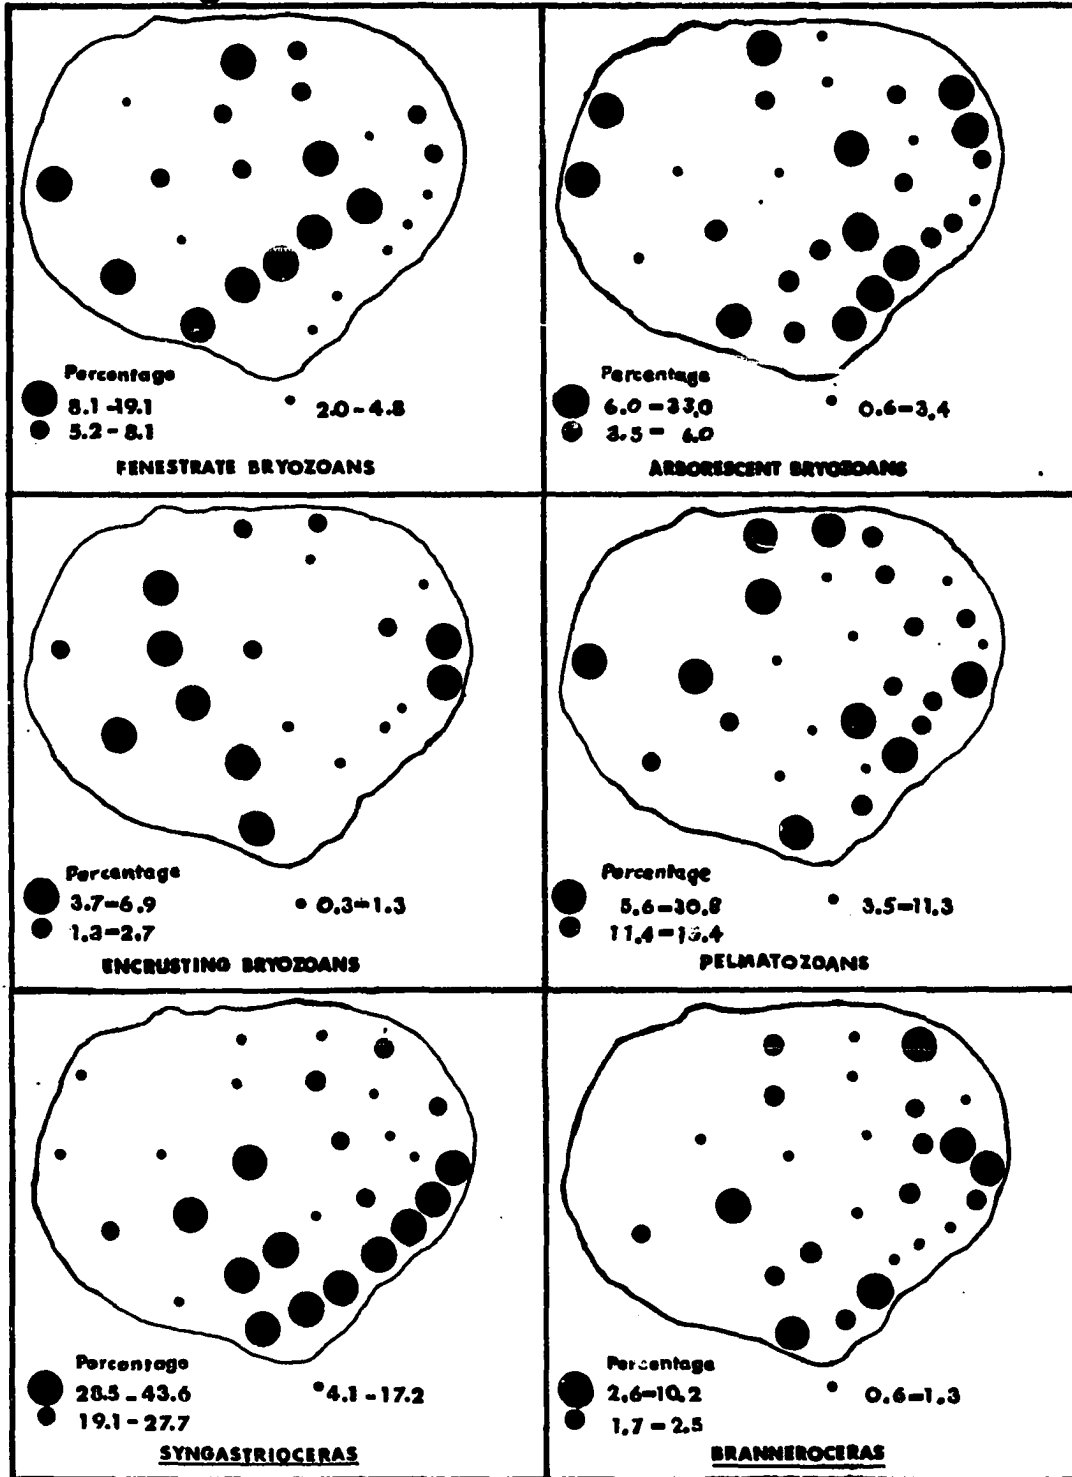 Percentage
8.1-19.1
5.2-8.1
2.0-4.8
FENESTRATE BRYOZOANS
Percentage
6.0-33.0
3.5- 6.0
0.6-3.4
ARBORESCENT BRYOZOANS
Percentage
3.7-6.9
1.3-2.7
0.3-1.3
ENCRUSTING BRYOZOANS
Percentage
5.6-30.8
3.5-11.3
PELMATOZOANS
Percentage
28.5-43.6
19.1-27.7
4.1-17.2
SYNGASTRIOCERAS
Percentage
2.6-10.2
1.7-2.5
0.6-1.3
BRANNEROCERAS